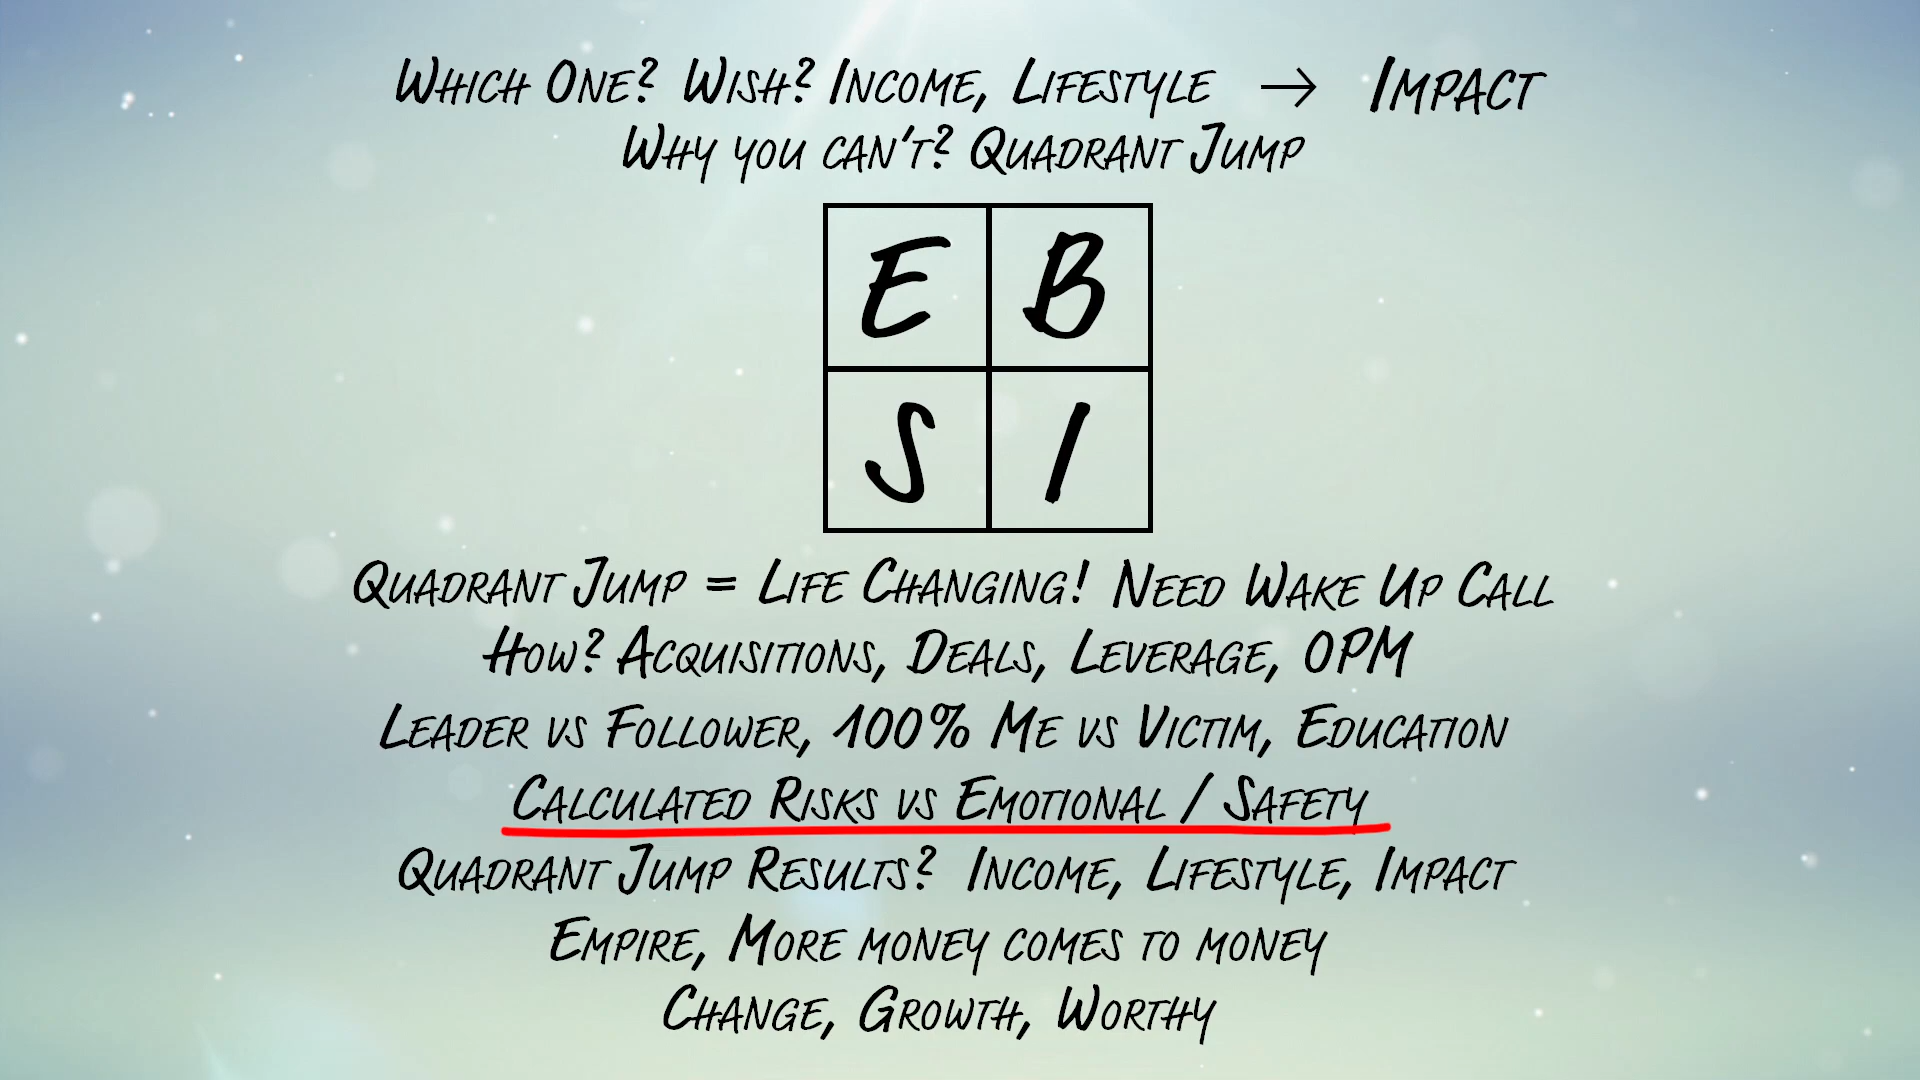 Which One? Wish? Income, Lifestyle → Impact
Why you can't? Quadrant Jump
E B
S I
Quadrant Jump = Life Changing! Need Wake Up Call
How? Acquisitions, Deals, Leverage, OPM
Leader vs Follower, 100% Me vs Victim, Education
Calculated Risks vs Emotional / Safety
Quadrant Jump Results? Income, Lifestyle, Impact
Empire, More money comes to money
Change, Growth, Worthy